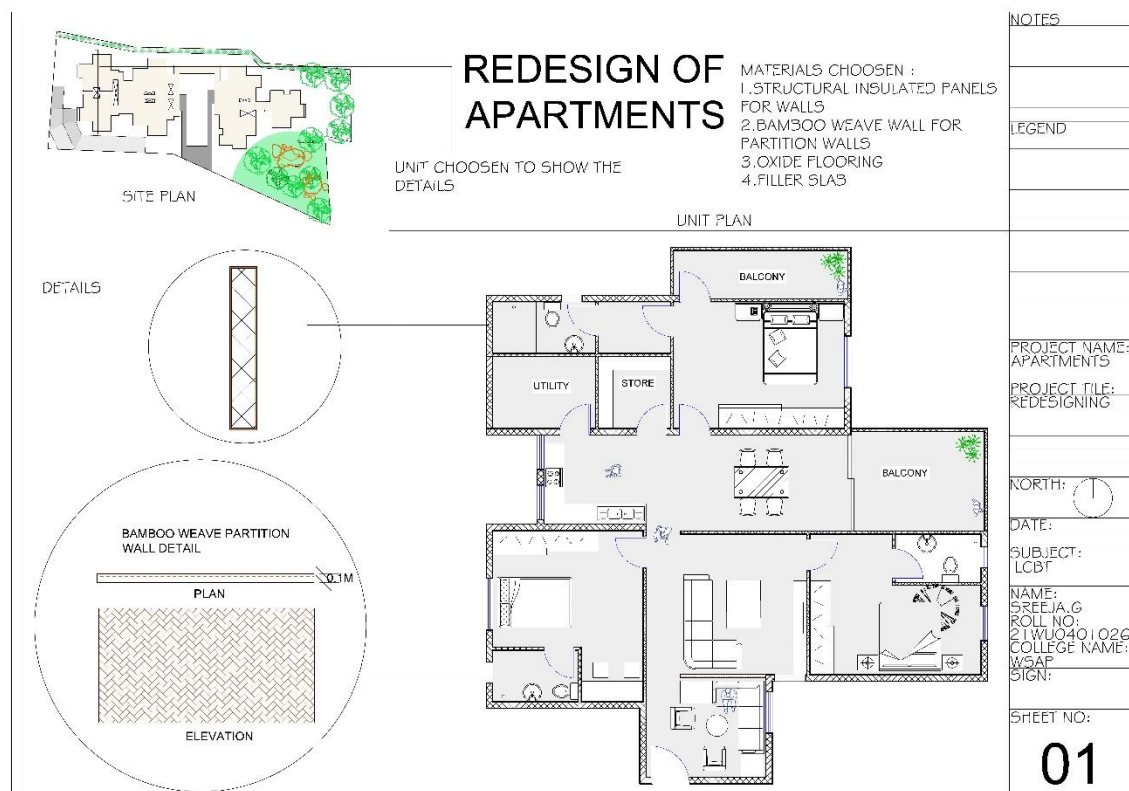 REDESIGN OF
APARTMENTS
MATERIALS CHOOSEN :
1.STRUCTURAL INSULATED PANELS
FOR WALLS
2.BAMBOO WEAVE WALL FOR
PARTITION WALLS
3.OXIDE FLOORING
4.FILLER SLAB
UNIT CHOOSEN TO SHOW THE
DETAILS
SITE PLAN
UNIT PLAN
DETAILS
BALCONY
UTILITY
STORE
BALCONY
BAMBOO WEAVE PARTITION
WALL DETAIL
0.1M
PLAN
ELEVATION
NOTES
LEGEND
PROJECT NAME:
APARTMENTS
PROJECT TILE:
REDESIGNING
NORTH:
DATE:
SUBJECT:
LCBT
NAME:
SREEJA.G
ROLL NO:
21WU0401026
COLLEGE NAME:
WSAP
SIGN:
SHEET NO:
01